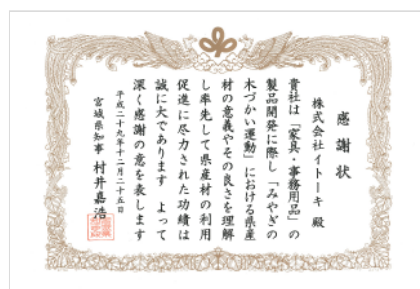 感謝状
株式会社イトーキ 殿
貴社は「家具・事務用品」の
製品開発に際し「みやぎの
木づかい運動」における県産
材の意義やその良さを理解
し率先して県産材の利用
促進に尽力された功績は
誠に大であります よって
深く感謝の意を表します
平成二十九年十二月二十五日
宮城県知事 村井嘉浩